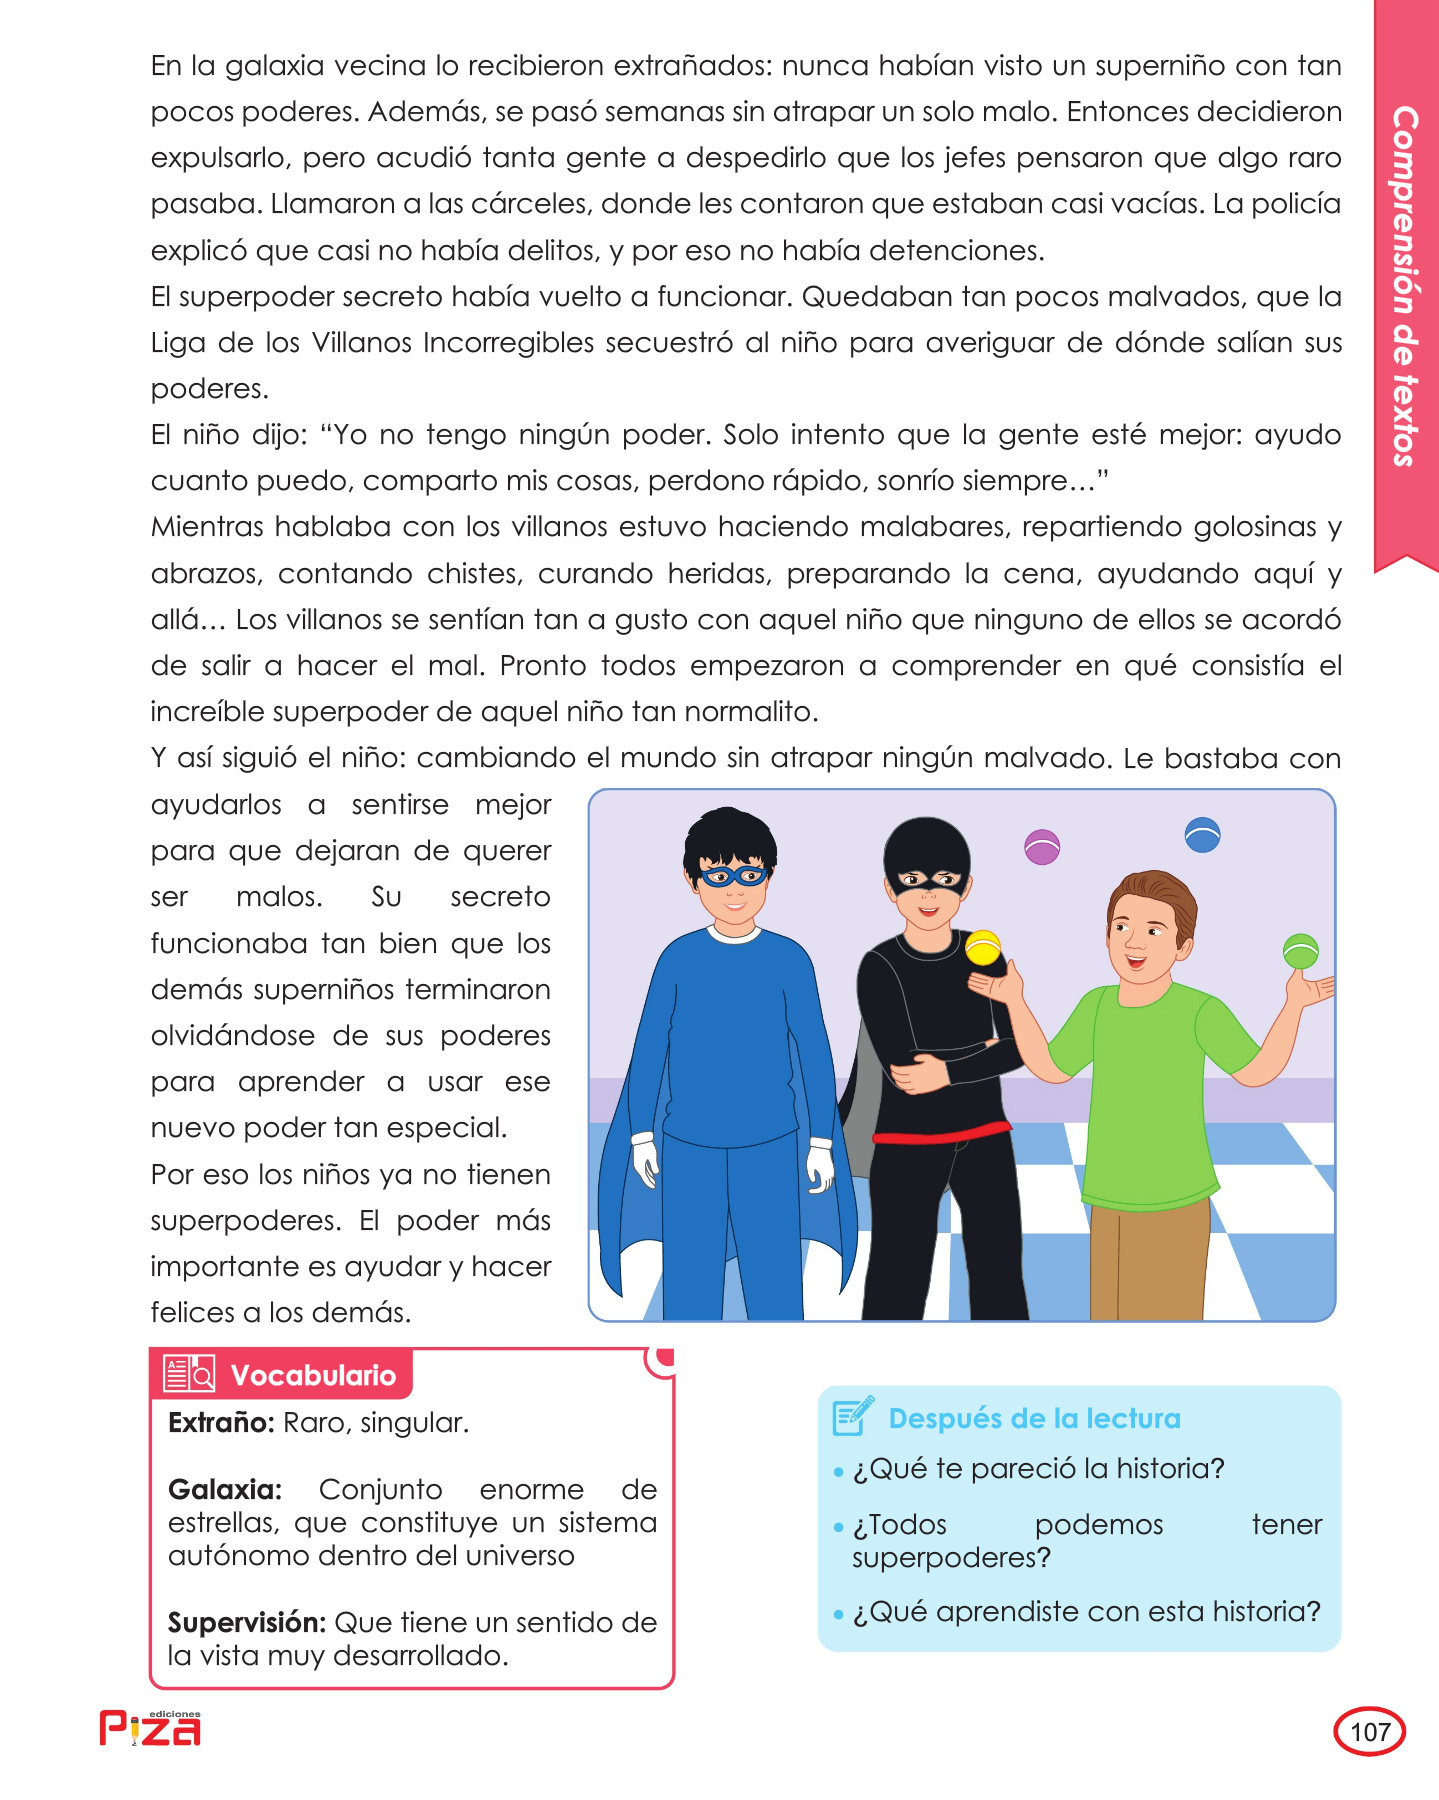 En la galaxia vecina lo recibieron extrañados: nunca habían visto un superniño con tan
pocos poderes. Además, se pasó semanas sin atrapar un solo malo. Entonces decidieron
expulsarlo, pero acudió tanta gente a despedirlo que los jefes pensaron que algo raro
pasaba. Llamaron a las cárceles, donde les contaron que estaban casi vacías. La policía
explicó que casi no había delitos, y por eso no había detenciones.
El superpoder secreto había vuelto a funcionar. Quedaban tan pocos malvados, que la
Liga de los Villanos Incorregibles secuestró al niño para averiguar de dónde salían sus
poderes.
El niño dijo: “Yo no tengo ningún poder. Solo intento que la gente esté mejor: ayudo
cuanto puedo, comparto mis cosas, perdono rápido, sonrío siempre…”
Mientras hablaba con los villanos estuvo haciendo malabares, repartiendo golosinas y
abrazos, contando chistes, curando heridas, preparando la cena, ayudando aquí y
allá… Los villanos se sentían tan a gusto con aquel niño que ninguno de ellos se acordó
de salir a hacer el mal. Pronto todos empezaron a comprender en qué consistía el
increíble superpoder de aquel niño tan normalito.
Y así siguió el niño: cambiando el mundo sin atrapar ningún malvado. Le bastaba con
ayudarlos a sentirse mejor
para que dejaran de querer
ser malos. Su secreto
funcionaba tan bien que los
demás superniños terminaron
olvidándose de sus poderes
para aprender a usar ese
nuevo poder tan especial.
Por eso los niños ya no tienen
superpoderes. El poder más
importante es ayudar y hacer
felices a los demás.
Comprensión de textos
Vocabulario
Extraño: Raro, singular.
Galaxia: Conjunto enorme de
estrellas, que constituye un sistema
autónomo dentro del universo
Supervisión: Que tiene un sentido de
la vista muy desarrollado.
Después de la lectura
• ¿Qué te pareció la historia?
• ¿Todos podemos tener
superpoderes?
• ¿Qué aprendiste con esta historia?
ediciones
Piza
107